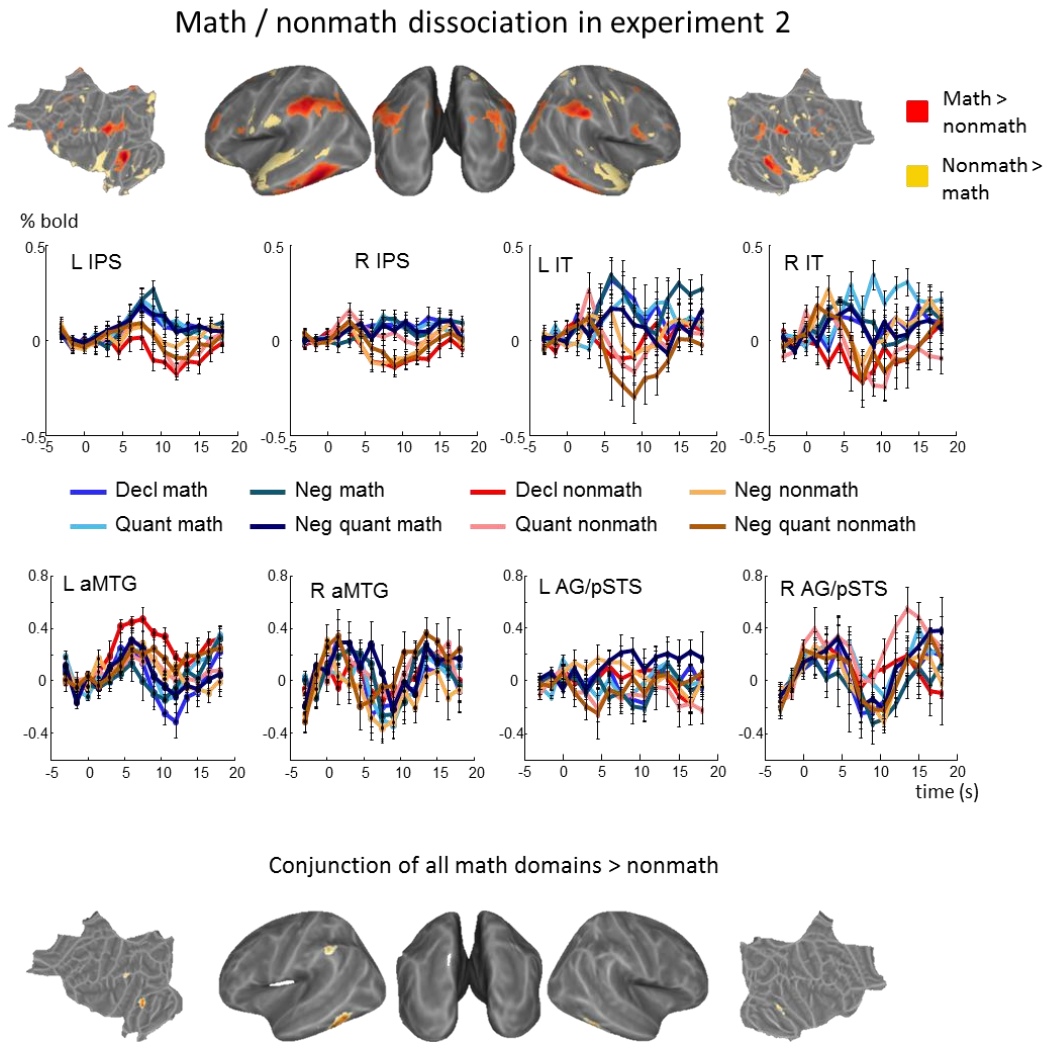 Math / nonmath dissociation in experiment 2
Math >
nonmath
Nonmath >
math
% bold
0.5
0
-0.5
L IPS
-5 0 5 10 15 20
0.5
0
-0.5
R IPS
-5 0 5 10 15 20
0.5
0
-0.5
L IT
-5 0 5 10 15 20
0.5
0
-0.5
R IT
-5 0 5 10 15 20
Decl math
Neg math
Decl nonmath
Neg nonmath
Quant math
Neg quant math
Quant nonmath
Neg quant nonmath
0.8
0.4
0
-0.4
L aMTG
-5 0 5 10 15 20
0.8
0.4
0
-0.4
R aMTG
-5 0 5 10 15 20
0.8
0.4
0
-0.4
L AG/pSTS
-5 0 5 10 15 20
0.8
0.4
0
-0.4
R AG/pSTS
-5 0 5 10 15 20
time (s)
Conjunction of all math domains > nonmath